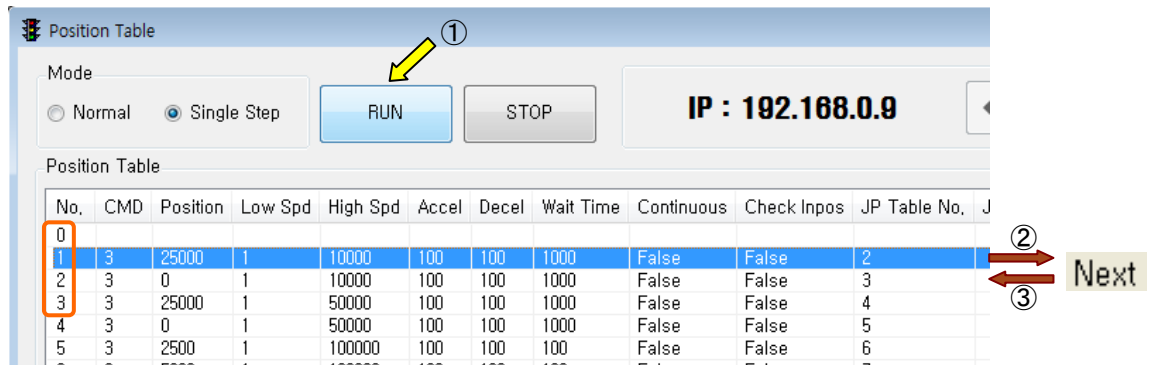 Position Table
①
Mode
Normal Single Step RUN STOP IP : 192.168.0.9
Position Table
No. CMD Position Low Spd High Spd Accel Decel Wait Time Continuous Check Inpos JP Table No. J
0
1 3 25000 1 10000 100 100 1000 False False 2
②
2 3 0 1 10000 100 100 1000 False False 3
Next
3 3 25000 1 50000 100 100 1000 False False 4
③
4 3 0 1 50000 100 100 1000 False False 5
5 3 2500 1 100000 100 100 100 False False 6